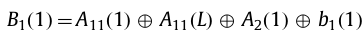 B₁(1) = A₁₁(1) ⊕ A₁₁(L) ⊕ A₂(1) ⊕ b₁(1)